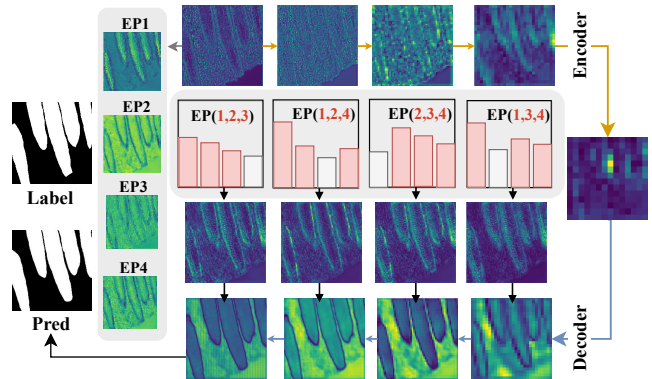 EP1
Encoder
EP2
EP(1,2,3)
EP(1,2,4)
EP(2,3,4)
EP(1,3,4)
Label
EP3
EP4
Pred
Decoder